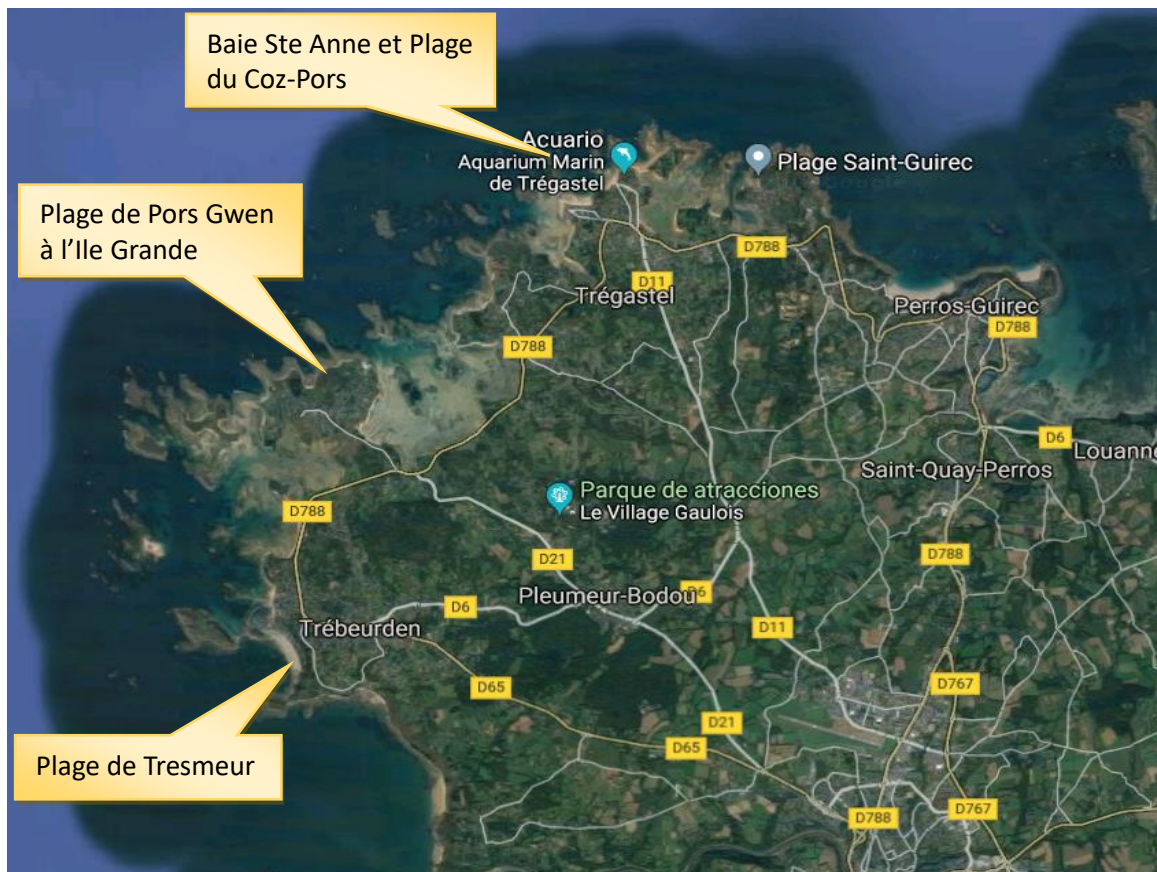 Baie Ste Anne et Plage
du Coz-Pors
Acuario
Aquarium Marin
de Trégastel
Plage Saint-Guirec
Plage de Pors Gwen
à l'Ile Grande
D788
D11
Trégastel
Perros-Guirec
D788
D788
D6
Louanne
Saint-Quay-Perros
Parque de atracciones
Le Village Gaulois
D788
D21
D788
Pleumeur-Bodou
D6
D6
Trébeurden
D11
D65
D767
D21
D65
Plage de Tresmeur
D788
D767